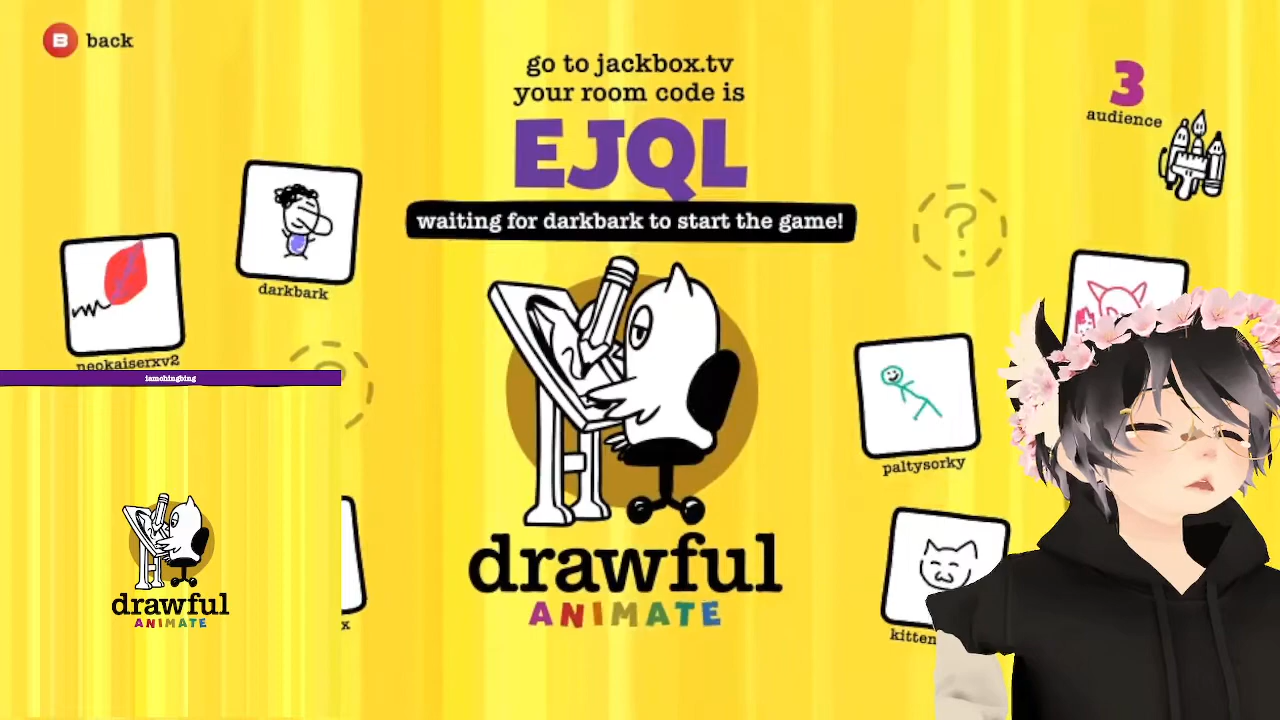 B back
go to jackbox.tv
your room code is
EJQL
3
audience
waiting for darkbark to start the game!
darkbark
neokaiserxv2
iamchingbing
paltysorky
drawful
ANIMATE
drawful
ANIMATE
x
kitten